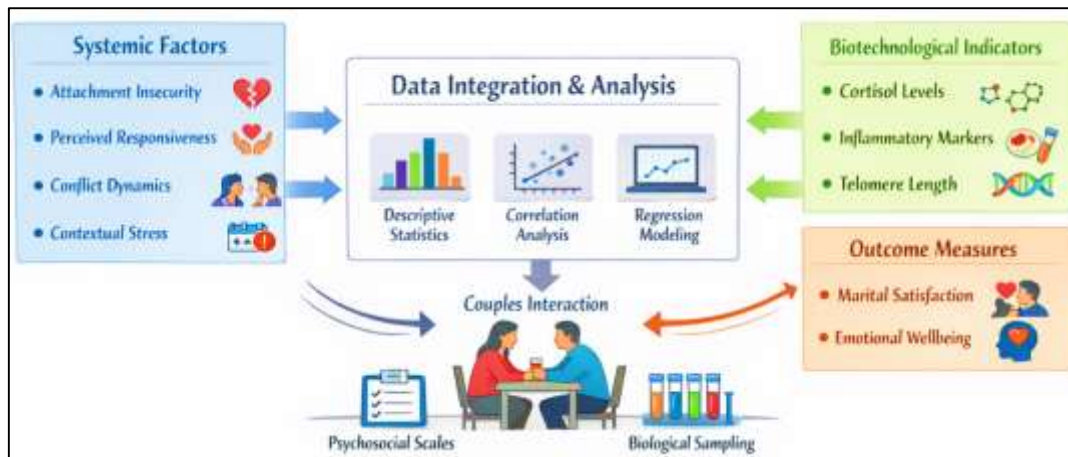 Systemic Factors
• Attachment Insecurity
• Perceived Responsiveness
• Conflict Dynamics
• Contextual Stress
Data Integration & Analysis
Descriptive
Statistics
Correlation
Analysis
Regression
Modeling
Biotechnological Indicators
• Cortisol Levels
• Inflammatory Markers
• Telomere Length
Outcome Measures
• Marital Satisfaction
• Emotional Wellbeing
Couples Interaction
Psychosocial Scales
Biological Sampling